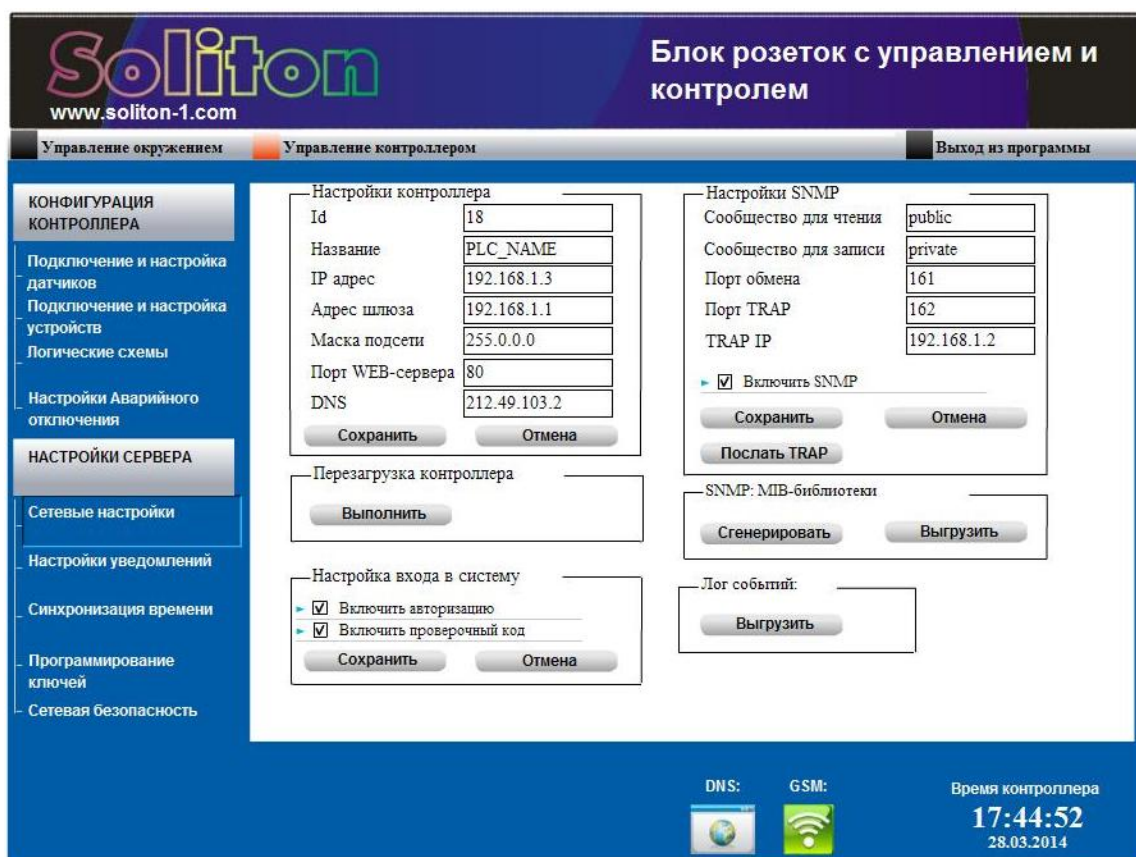 Soliton
www.soliton-1.com
Блок розеток с управлением и
контролем
Управление окружением
Управление контроллером
Выход из программы
КОНФИГУРАЦИЯ
КОНТРОЛЛЕРА
Подключение и настройка
датчиков
Подключение и настройка
устройств
Логические схемы
Настройки Аварийного
отключения
НАСТРОЙКИ СЕРВЕРА
Сетевые настройки
Настройки уведомлений
Синхронизация времени
Программирование
ключей
Сетевая безопасность
Настройки контроллера
Id 18
Название PLC_NAME
IP адрес 192.168.1.3
Адрес шлюза 192.168.1.1
Маска подсети 255.0.0.0
Порт WEB-сервера 80
DNS 212.49.103.2
Сохранить Отмена
Перезагрузка контроллера
Выполнить
Настройка входа в систему
Включить авторизацию
Включить проверочный код
Сохранить Отмена
Настройки SNMP
Сообщество для чтения public
Сообщество для записи private
Порт обмена 161
Порт TRAP 162
TRAP IP 192.168.1.2
Включить SNMP
Сохранить Отмена
Послать TRAP
SNMP: MIB-библиотеки
Сгенерировать Выгрузить
Лог событий:
Выгрузить
DNS: GSM:
Время контроллера
17:44:52
28.03.2014